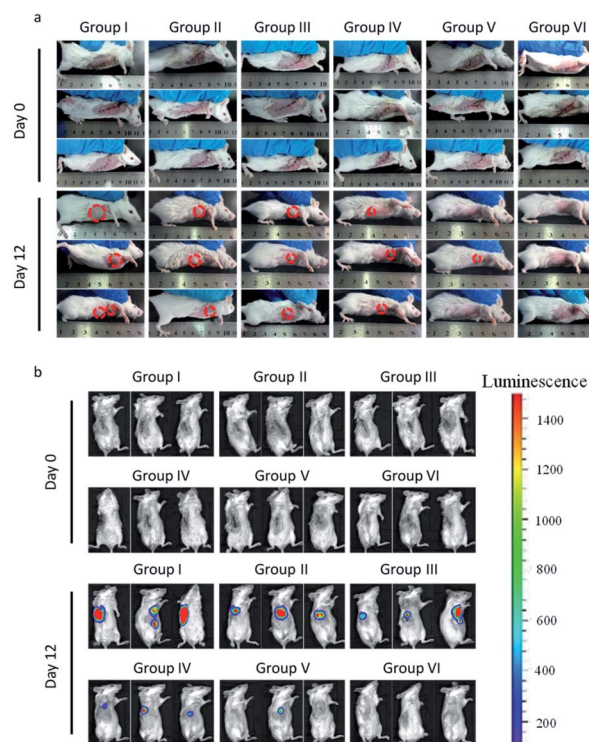 a
Group I Group II Group III Group IV Group V Group VI
Day 0
Day 12
b
Group I Group II Group III
Luminescence
Day 0
Group IV Group V Group VI
Day 12
Group I Group II Group III
Group IV Group V Group VI
1400
1000
800
600
400
200